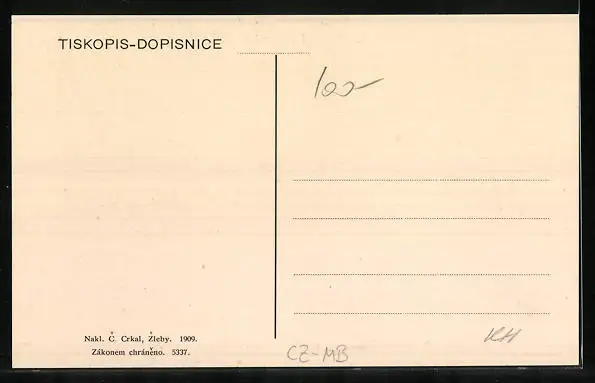 TISKOPIS-DOPISNICE
100-
Nakl. Č. Crkal, Žleby. 1909.
Zákonem chráněno. 5337.
CZ-MB
KH